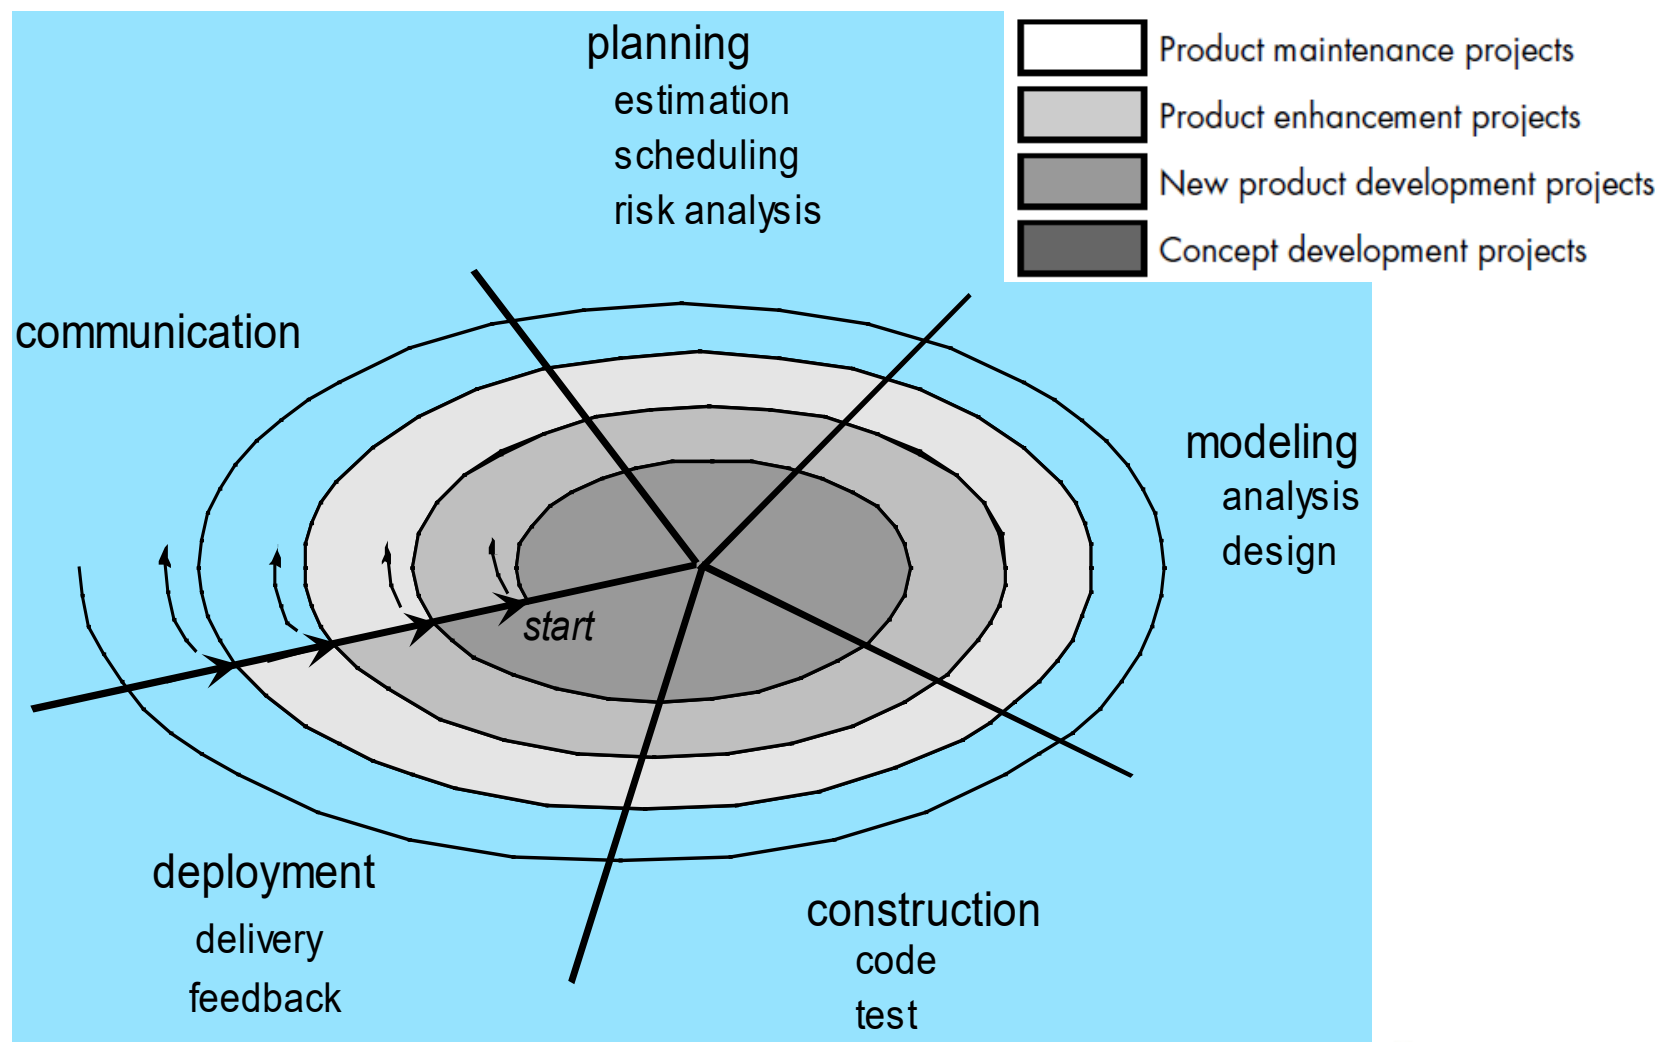 planning
estimation
scheduling
risk analysis
Product maintenance projects
Product enhancement projects
New product development projects
Concept development projects
communication
modeling
analysis
design
start
deployment
delivery
feedback
construction
code
test